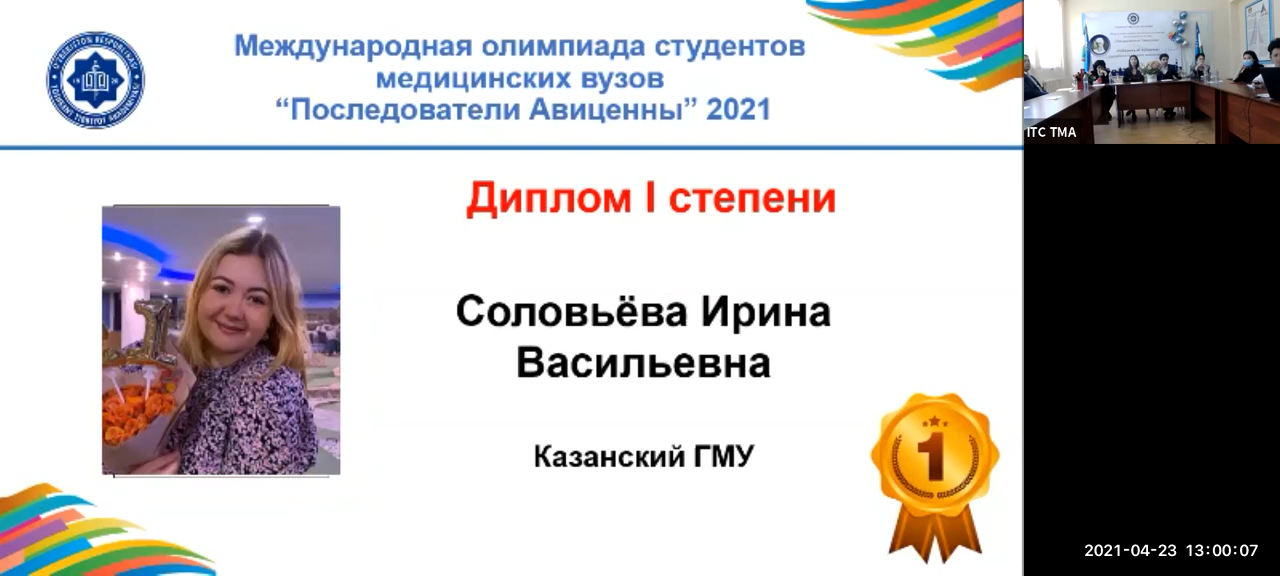 Международная олимпиада студентов
медицинских вузов
“Последователи Авиценны” 2021
Диплом I степени
Соловьёва Ирина
Васильевна
Казанский ГМУ
1
ITC TMA
2021-04-23 13:00:07